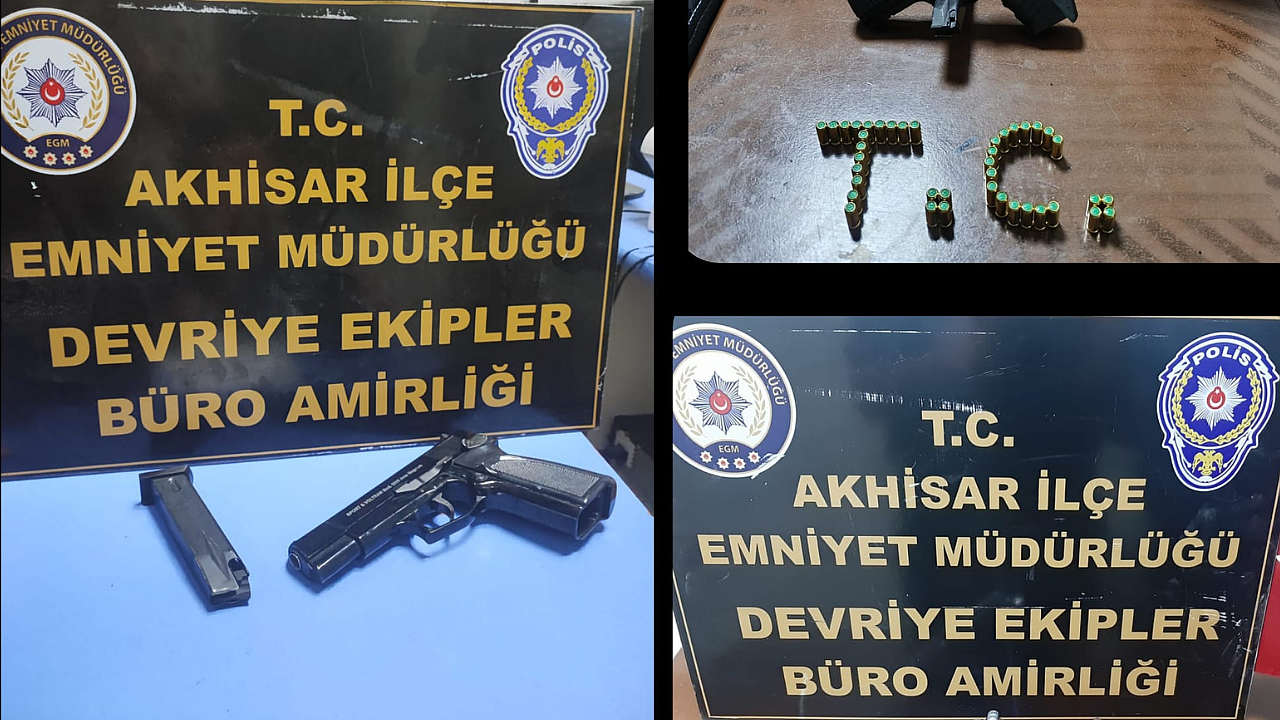 EMNİYET MÜDÜRLÜĞÜ
EGM
POLİS
T.C.
AKHİSAR İLÇE
EMNİYET MÜDÜRLÜĞÜ
DEVRİYE EKİPLER
BÜRO AMİRLİĞİ
T.C.
EMNİYET MÜDÜRLÜĞÜ
EGM
POLİS
T.C.
AKHİSAR İLÇE
EMNİYET MÜDÜRLÜĞÜ
DEVRİYE EKİPLER
BÜRO AMİRLİĞİ